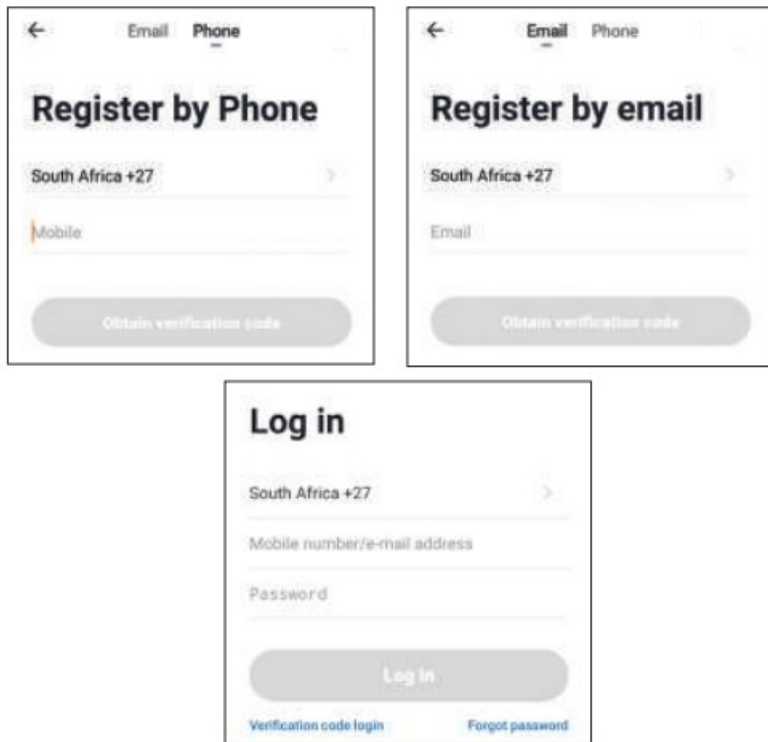 Email Phone
Register by Phone
South Africa +27
Mobile
Obtain verification code
Email Phone
Register by email
South Africa +27
Email
Obtain verification code
Log in
South Africa +27
Mobile number/e-mail address
Password
Log In
Verification code login Forgot password